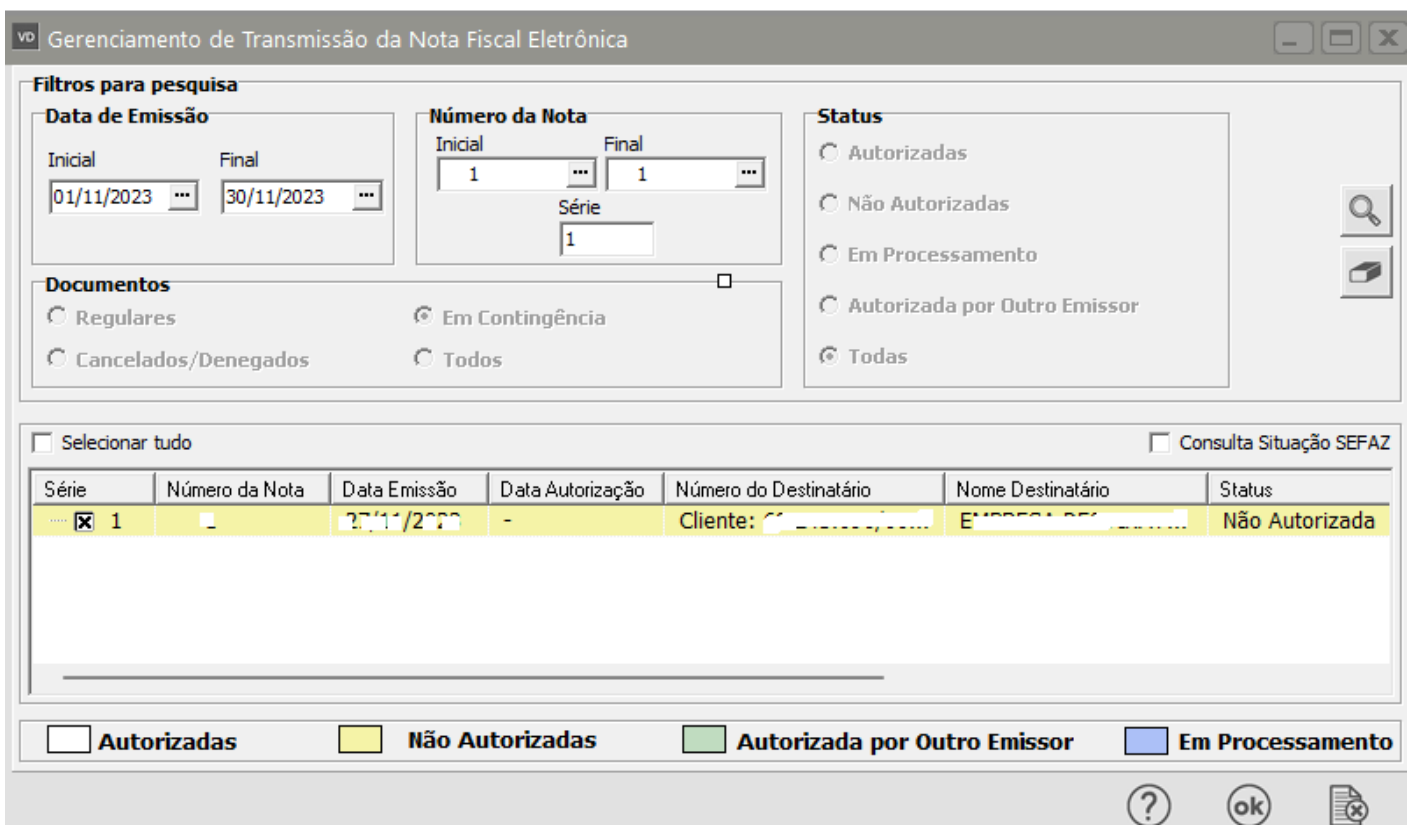 VD Gerenciamento de Transmissão da Nota Fiscal Eletrônica
Filtros para pesquisa
Data de Emissão
Inicial Final
01/11/2023 ... 30/11/2023 ...
Número da Nota
Inicial Final
1 ... 1 ...
Série
1
Status
Autorizadas
Não Autorizadas
Em Processamento
Autorizada por Outro Emissor
Todas
Documentos
Regulares Em Contingência
Cancelados/Denegados Todos
Selecionar tudo Consulta Situação SEFAZ
Série Número da Nota Data Emissão Data Autorização Número do Destinatário Nome Destinatário Status
1 - Cliente: Não Autorizada
Autorizadas Não Autorizadas Autorizada por Outro Emissor Em Processamento
? ok